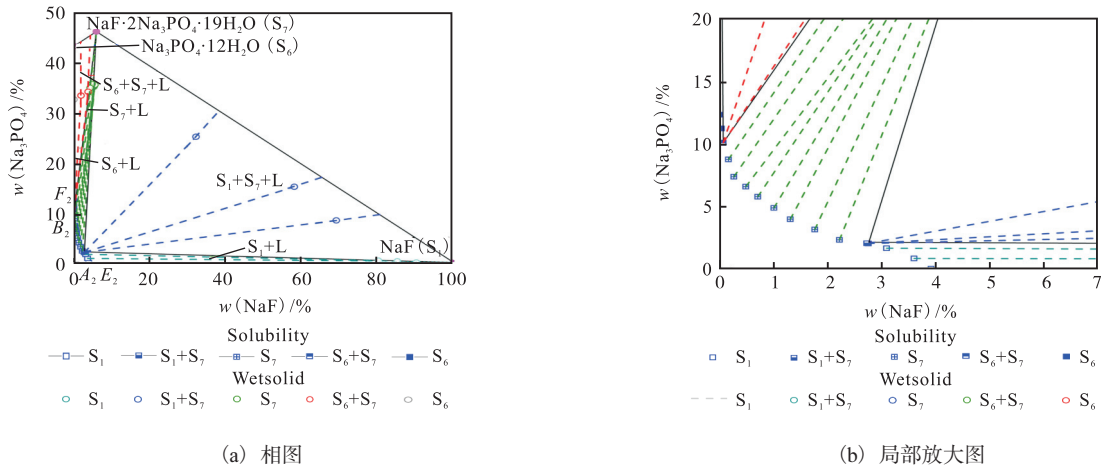 50
40
30
20
10
0
w(Na₃PO₄)/%
NaF·2Na₃PO₄·19H₂O(S₇)
Na₃PO₄·12H₂O(S₆)
S₆+S₇+L
S₇+L
S₆+L
S₁+S₇+L
S₁+L
NaF(S₁)
F₂
B₂
A₂ E₂
0 20 40 60 80 100
w(NaF)/%
Solubility
S₁ S₁+S₇ S₇ S₆+S₇ S₆
Wetsolid
S₁ S₁+S₇ S₇ S₆+S₇ S₆
(a) 相图
20
15
10
5
0
w(Na₃PO₄)/%
0 1 2 3 4 5 6 7
w(NaF)/%
Solubility
S₁ S₁+S₇ S₇ S₆+S₇ S₆
Wetsolid
S₁ S₁+S₇ S₇ S₆+S₇ S₆
(b) 局部放大图